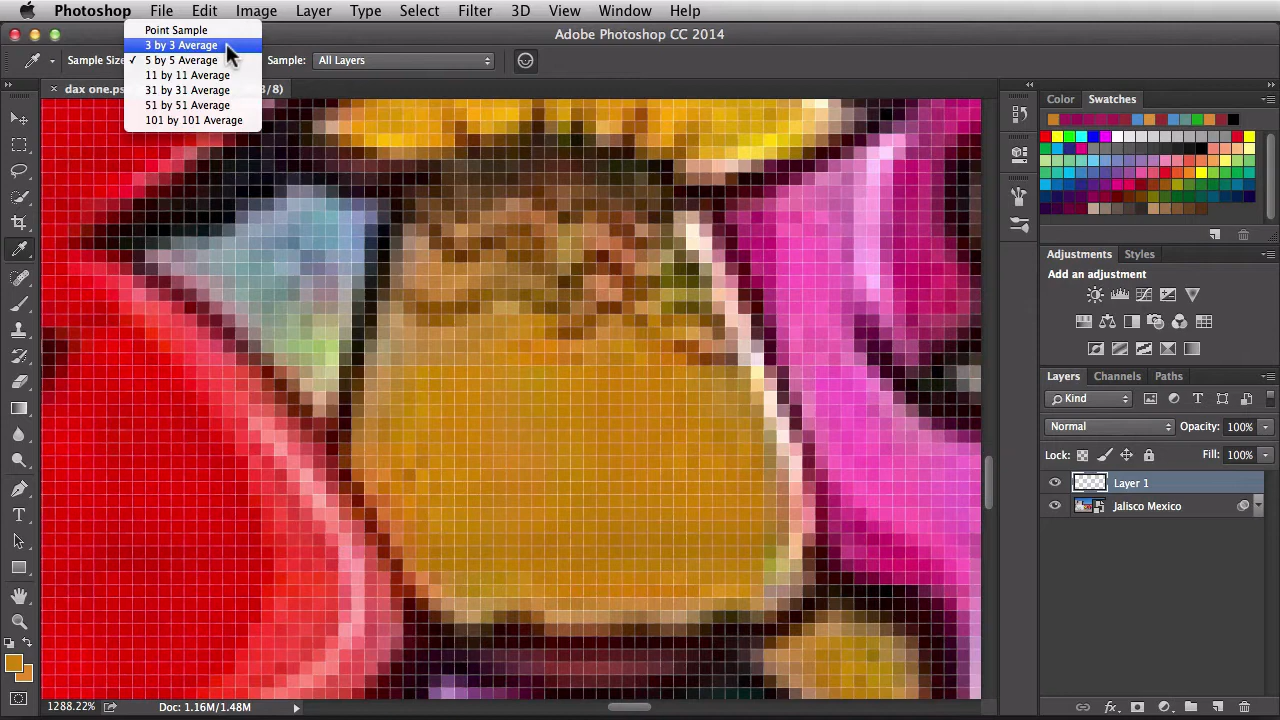 Photoshop File Edit Image Layer Type Select Filter 3D View Window Help
Adobe Photoshop CC 2014
Point Sample
3 by 3 Average
Sample Size
✓ 5 by 5 Average
Sample: All Layers
11 by 11 Average
31 by 31 Average
51 by 51 Average
101 by 101 Average
dax one.ps
3/8)
Color Swatches
Adjustments Styles
Add an adjustment
Layers Channels Paths
Kind
Normal Opacity: 100%
Lock: Fill: 100%
Layer 1
Jalisco Mexico
1288.22% Doc: 1.16M/1.48M